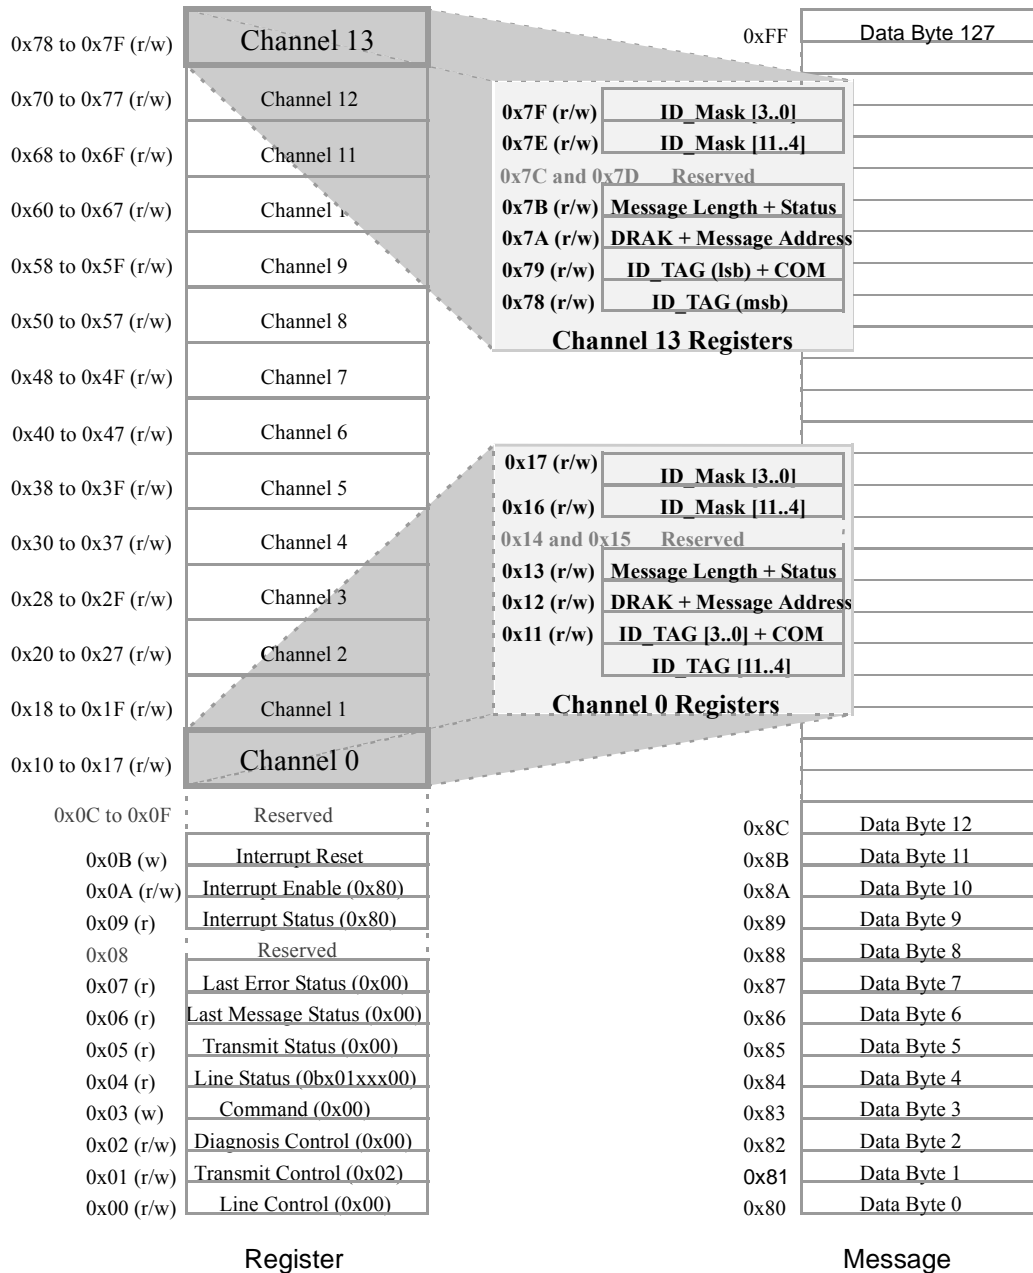 0x78 to 0x7F (r/w) Channel 13
0x70 to 0x77 (r/w) Channel 12
0x68 to 0x6F (r/w) Channel 11
0x60 to 0x67 (r/w) Channel 1
0x58 to 0x5F (r/w) Channel 9
0x50 to 0x57 (r/w) Channel 8
0x48 to 0x4F (r/w) Channel 7
0x40 to 0x47 (r/w) Channel 6
0x38 to 0x3F (r/w) Channel 5
0x30 to 0x37 (r/w) Channel 4
0x28 to 0x2F (r/w) Channel 3
0x20 to 0x27 (r/w) Channel 2
0x18 to 0x1F (r/w) Channel 1
0x10 to 0x17 (r/w) Channel 0
0x0C to 0x0F Reserved
0x0B (w) Interrupt Reset
0x0A (r/w) Interrupt Enable (0x80)
0x09 (r) Interrupt Status (0x80)
0x08 Reserved
0x07 (r) Last Error Status (0x00)
0x06 (r) Last Message Status (0x00)
0x05 (r) Transmit Status (0x00)
0x04 (r) Line Status (0bx01xxx00)
0x03 (w) Command (0x00)
0x02 (r/w) Diagnosis Control (0x00)
0x01 (r/w) Transmit Control (0x02)
0x00 (r/w) Line Control (0x00)
Register
0x7F (r/w) ID_Mask [3..0]
0x7E (r/w) ID_Mask [11..4]
0x7C and 0x7D Reserved
0x7B (r/w) Message Length + Status
0x7A (r/w) DRAK + Message Address
0x79 (r/w) ID_TAG (lsb) + COM
0x78 (r/w) ID_TAG (msb)
Channel 13 Registers
0x17 (r/w) ID_Mask [3..0]
0x16 (r/w) ID_Mask [11..4]
0x14 and 0x15 Reserved
0x13 (r/w) Message Length + Status
0x12 (r/w) DRAK + Message Address
0x11 (r/w) ID_TAG [3..0] + COM
ID_TAG [11..4]
Channel 0 Registers
0xFF Data Byte 127
0x8C Data Byte 12
0x8B Data Byte 11
0x8A Data Byte 10
0x89 Data Byte 9
0x88 Data Byte 8
0x87 Data Byte 7
0x86 Data Byte 6
0x85 Data Byte 5
0x84 Data Byte 4
0x83 Data Byte 3
0x82 Data Byte 2
0x81 Data Byte 1
0x80 Data Byte 0
Message